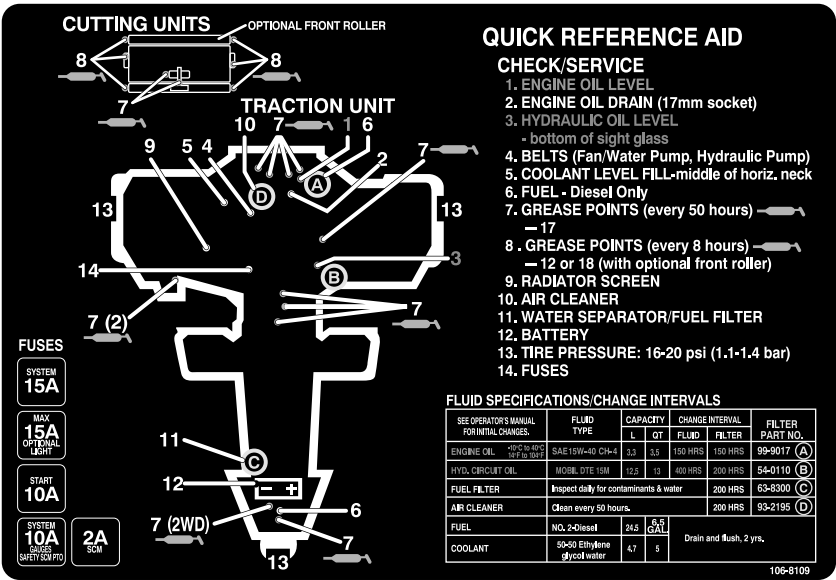 CUTTING UNITS
OPTIONAL FRONT ROLLER
8
8
7
TRACTION UNIT
10
7
1
6
9
5
4
2
7
D
A
13
13
14
3
B
7 (2)
7
11
C
12
- +
7 (2WD)
6
7
13
FUSES
SYSTEM
15A
MAX
15A
OPTIONAL
LIGHT
START
10A
SYSTEM
10A
GAUGES
SAFETY SCM PTO
2A
SCM
QUICK REFERENCE AID
CHECK/SERVICE
1. ENGINE OIL LEVEL
2. ENGINE OIL DRAIN (17mm socket)
3. HYDRAULIC OIL LEVEL
- bottom of sight glass
4. BELTS (Fan/Water Pump, Hydraulic Pump)
5. COOLANT LEVEL FILL-middle of horiz. neck
6. FUEL - Diesel Only
7. GREASE POINTS (every 50 hours)
– 17
8 . GREASE POINTS (every 8 hours)
– 12 or 18 (with optional front roller)
9. RADIATOR SCREEN
10. AIR CLEANER
11. WATER SEPARATOR/FUEL FILTER
12. BATTERY
13. TIRE PRESSURE: 16-20 psi (1.1-1.4 bar)
14. FUSES
FLUID SPECIFICATIONS/CHANGE INTERVALS
SEE OPERATOR'S MANUAL FOR INITIAL CHANGES. FLUID TYPE CAPACITY L QT CHANGE INTERVAL FLUID FILTER FILTER PART NO.
ENGINE OIL -10°C to 40°C 14°F to 104°F SAE15W-40 CH-4 3,3 3,5 150 HRS 150 HRS 99-9017 A
HYD. CIRCUIT OIL MOBIL DTE 15M 12,5 13 400 HRS 200 HRS 54-0110 B
FUEL FILTER Inspect daily for contaminants & water 200 HRS 63-8300 C
AIR CLEANER Clean every 50 hours. 200 HRS 93-2195 D
FUEL NO. 2-Diesel 24,5 6,5 GAL. Drain and flush, 2 yrs.
COOLANT 50-50 Ethylene glycol water 4.7 5
106-8109